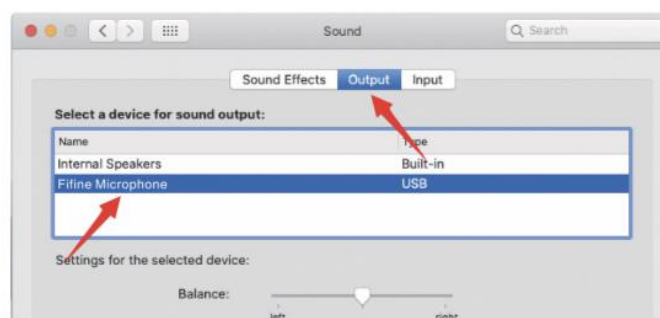 Sound
Search
Sound Effects Output Input
Select a device for sound output:
Name Type
Internal Speakers Built-in
Fifine Microphone USB
Settings for the selected device:
Balance:
left right